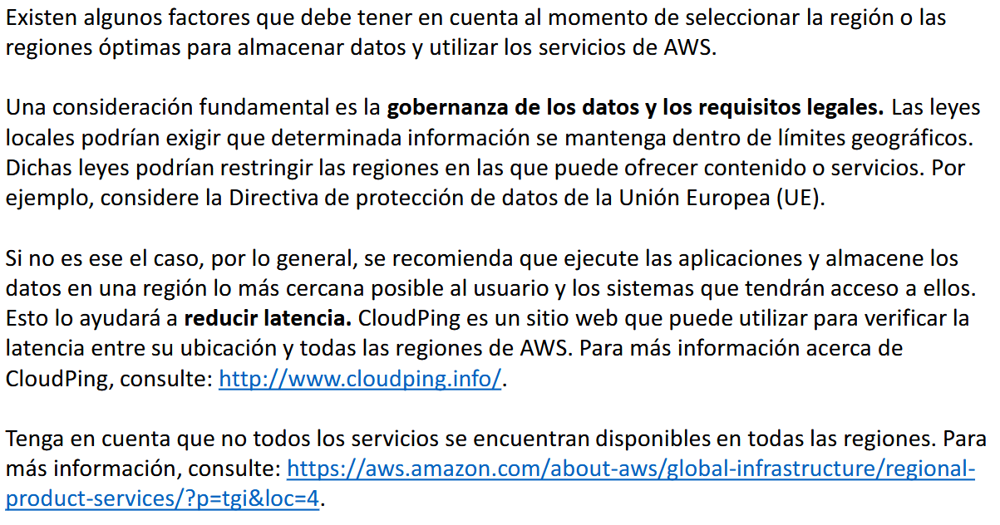 Existen algunos factores que debe tener en cuenta al momento de seleccionar la región o las
regiones óptimas para almacenar datos y utilizar los servicios de AWS.
Una consideración fundamental es la gobernanza de los datos y los requisitos legales. Las leyes
locales podrían exigir que determinada información se mantenga dentro de límites geográficos.
Dichas leyes podrían restringir las regiones en las que puede ofrecer contenido o servicios. Por
ejemplo, considere la Directiva de protección de datos de la Unión Europea (UE).
Si no es ese el caso, por lo general, se recomienda que ejecute las aplicaciones y almacene los
datos en una región lo más cercana posible al usuario y los sistemas que tendrán acceso a ellos.
Esto lo ayudará a reducir latencia. CloudPing es un sitio web que puede utilizar para verificar la
latencia entre su ubicación y todas las regiones de AWS. Para más información acerca de
CloudPing, consulte: http://www.cloudping.info/.
Tenga en cuenta que no todos los servicios se encuentran disponibles en todas las regiones. Para
más información, consulte: https://aws.amazon.com/about-aws/global-infrastructure/regional-
product-services/?p=tgi&loc=4.